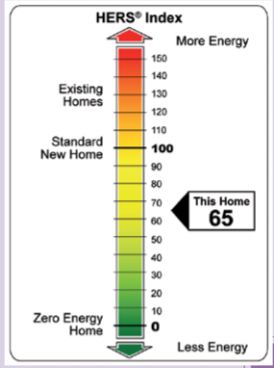 HERS® Index
More Energy
150
140
Existing
Homes
130
120
110
Standard
New Home
100
90
80
70
This Home
65
60
50
40
30
20
10
Zero Energy
Home
0
Less Energy